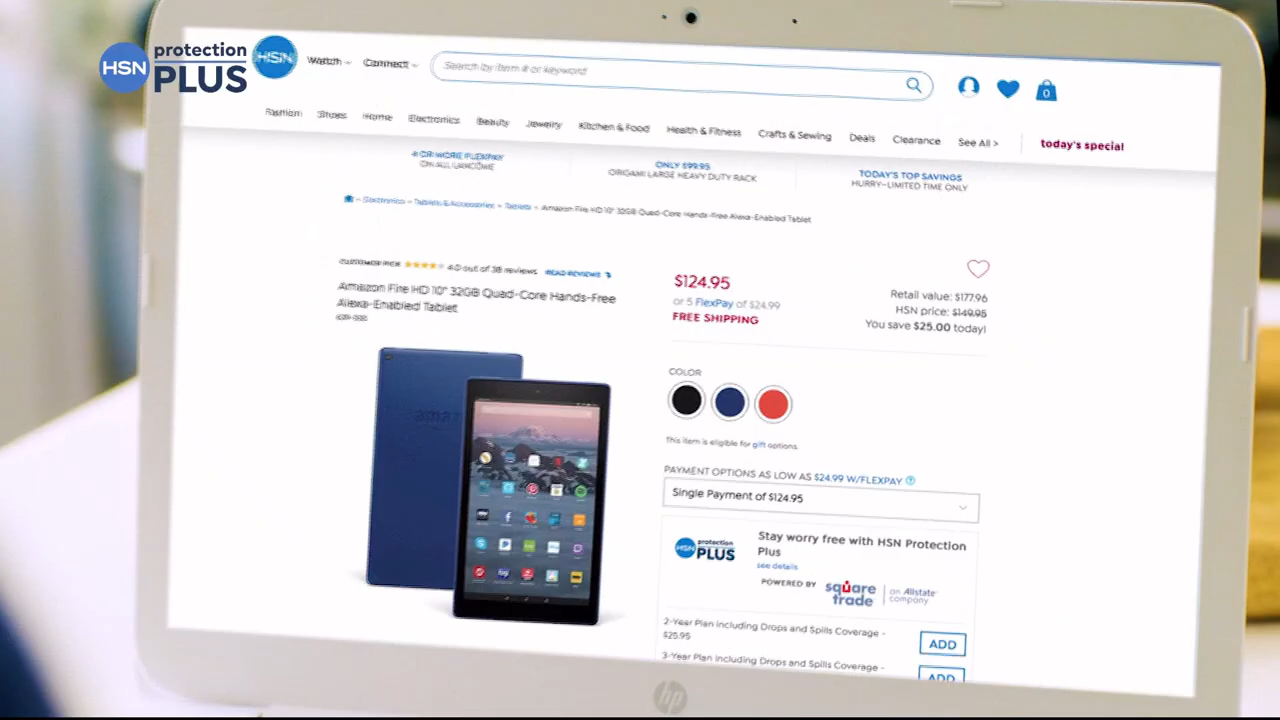 HSN protection PLUS
HSN
Watch
Connect
Search by item # or keyword
0
Fashion
Shoes
Home
Electronics
Beauty
Jewelry
Kitchen & Food
Health & Fitness
Crafts & Sewing
Deals
Clearance
See All >
today's special
OR MORE FLEXPAY
ON ALL LANCOME
ONLY $99.95
ORIGAMI LARGE HEAVY DUTY RACK
TODAY'S TOP SAVINGS
HURRY–LIMITED TIME ONLY
Electronics
Tablets & Accessories
Tablets
Amazon Fire HD 10" 32GB Quad-Core Hands-Free Alexa-Enabled Tablet
CUSTOMER PICK
4.0 out of 38 reviews
READ REVIEWS
Amazon Fire HD 10" 32GB Quad-Core Hands-Free
Alexa-Enabled Tablet
$124.95
or 5 FlexPay of $24.99
FREE SHIPPING
Retail value: $177.96
HSN price: $149.95
You save $25.00 today!
COLOR
This item is eligible for gift options.
PAYMENT OPTIONS AS LOW AS $24.99 W/FLEXPAY
Single Payment of $124.95
HSN protection PLUS
Stay worry free with HSN Protection
Plus
see details
POWERED BY
square trade
an Allstate company
2-Year Plan including Drops and Spills Coverage -
$25.95
ADD
3-Year Plan including Drops and Spills Coverage -
ADD
amaz
hp